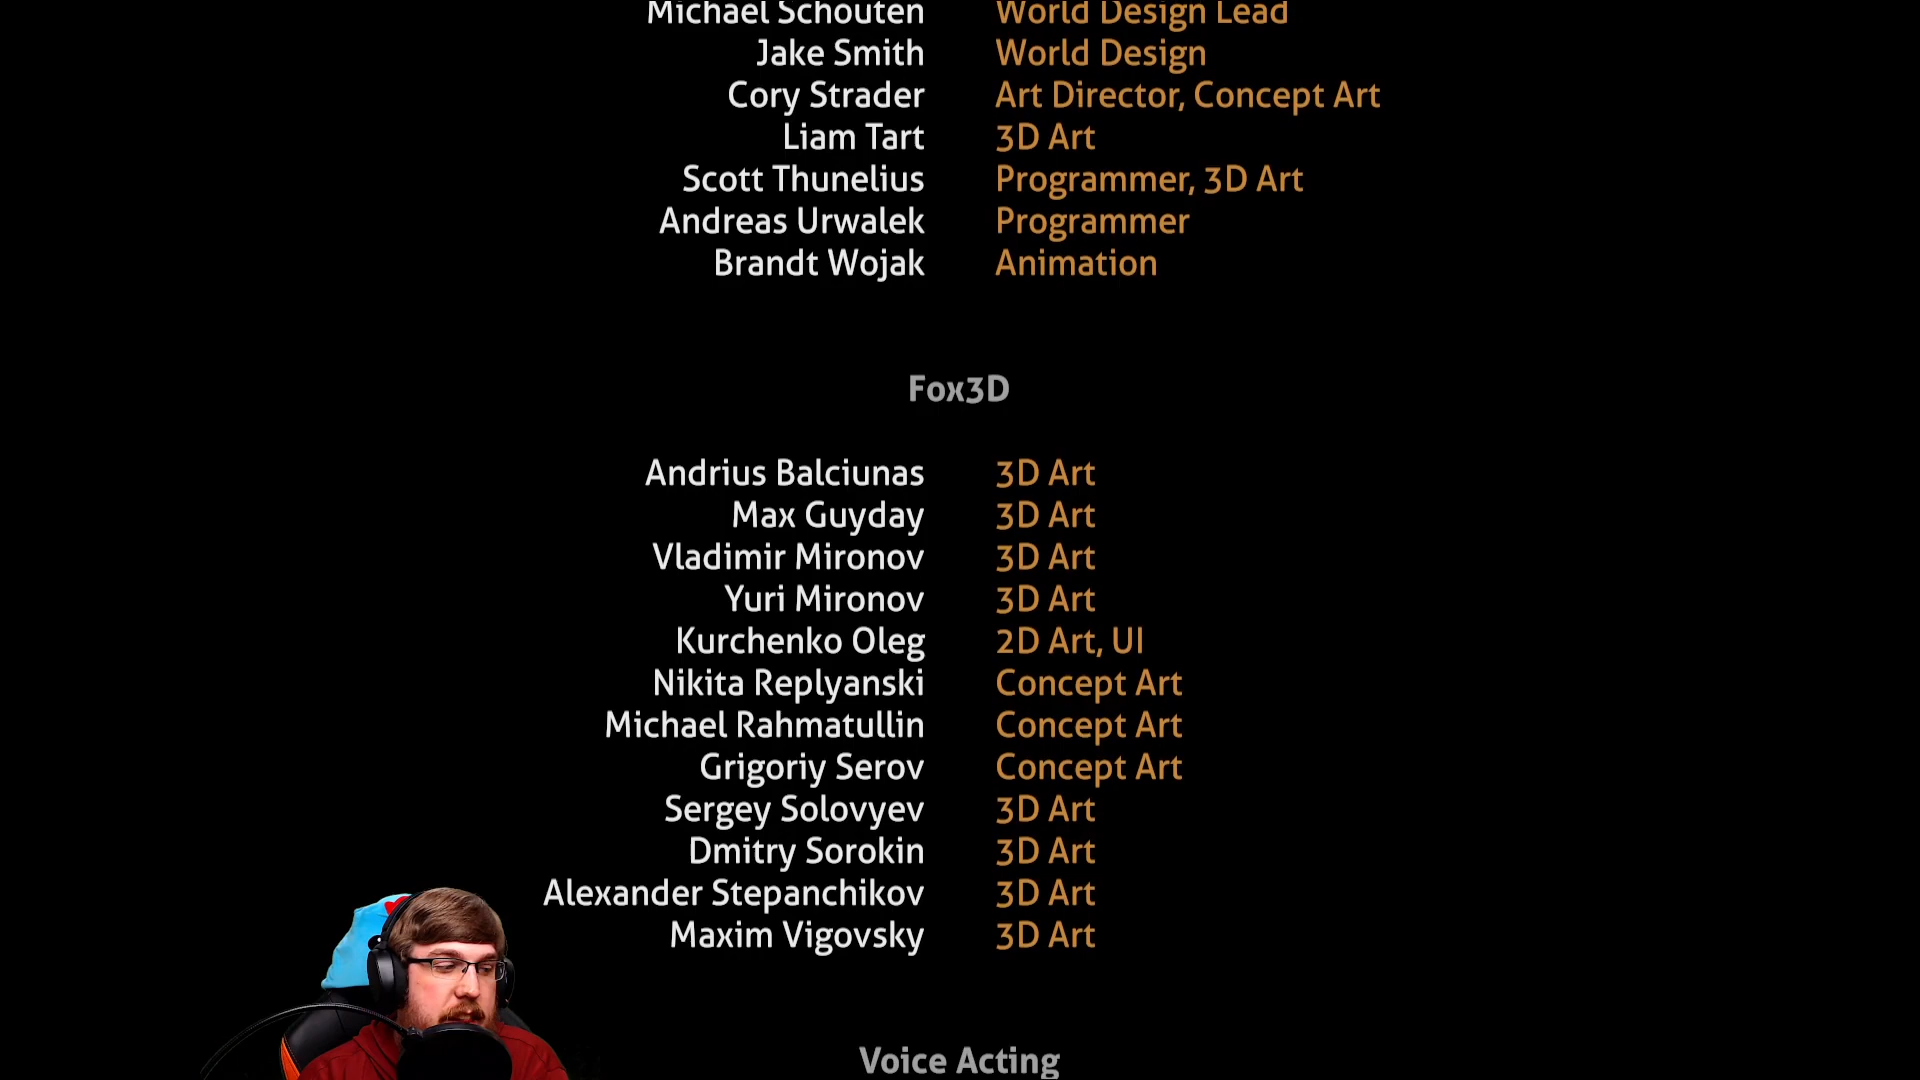 Michael Schouten World Design Lead
Jake Smith World Design
Cory Strader Art Director, Concept Art
Liam Tart 3D Art
Scott Thunelius Programmer, 3D Art
Andreas Urwalek Programmer
Brandt Wojak Animation
Fox3D
Andrius Balciunas 3D Art
Max Guyday 3D Art
Vladimir Mironov 3D Art
Yuri Mironov 3D Art
Kurchenko Oleg 2D Art, UI
Nikita Replyanski Concept Art
Michael Rahmatullin Concept Art
Grigoriy Serov Concept Art
Sergey Solovyev 3D Art
Dmitry Sorokin 3D Art
Alexander Stepanchikov 3D Art
Maxim Vigovsky 3D Art
Voice Acting